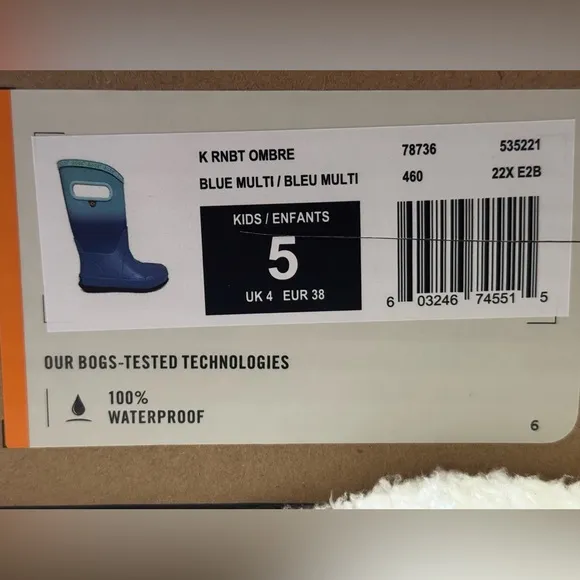 K RNBT OMBRE 78736 535221
BLUE MULTI / BLEU MULTI 460 22X E2B
KIDS / ENFANTS
5
UK 4 EUR 38
6 03246 74551 5
OUR BOGS-TESTED TECHNOLOGIES
100%
WATERPROOF
6